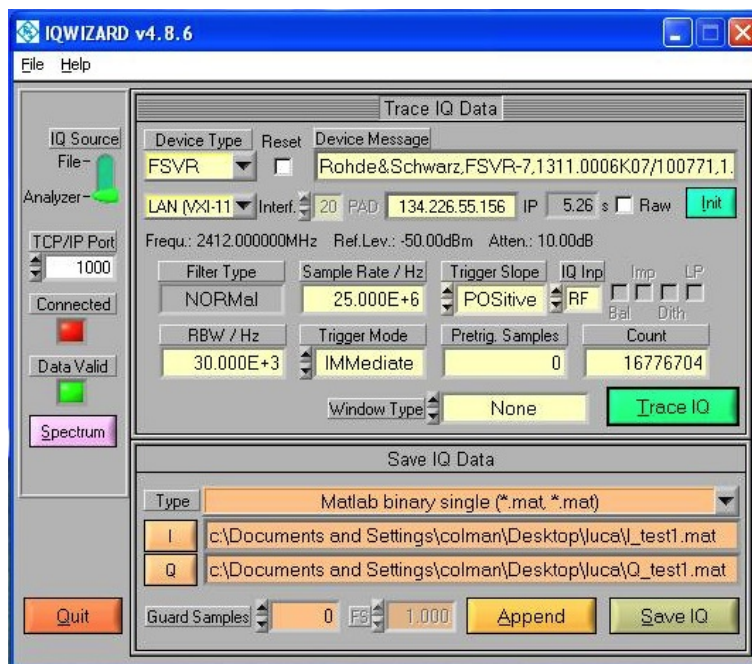 IQWIZARD v4.8.6
File Help
Trace IQ Data
IQ Source
File-
Analyzer-
Device Type Reset Device Message
FSVR Rohde&Schwarz,FSVR-7,1311.0006K07/100771,1.
LAN (VXI-11 Interf. 20 PAD 134.226.55.156 IP 5.26 s Raw Init
TCP/IP Port
1000
Frequ.: 2412.000000MHz Ref.Lev.: -50.00dBm Atten.: 10.00dB
Filter Type Sample Rate / Hz Trigger Slope IQ Inp Imp LP
NORMal 25.000E+6 POSitive RF Bal Dith
Connected
RBW / Hz Trigger Mode Pretrig. Samples Count
30.000E+3 IMMediate 0 16776704
Data Valid
Window Type None Trace IQ
Spectrum
Save IQ Data
Type Matlab binary single (*.mat, *.mat)
I c:\Documents and Settings\colman\Desktop\luca\I_test1.mat
Q c:\Documents and Settings\colman\Desktop\luca\Q_test1.mat
Quit Guard Samples 0 FS 1.000 Append Save IQ